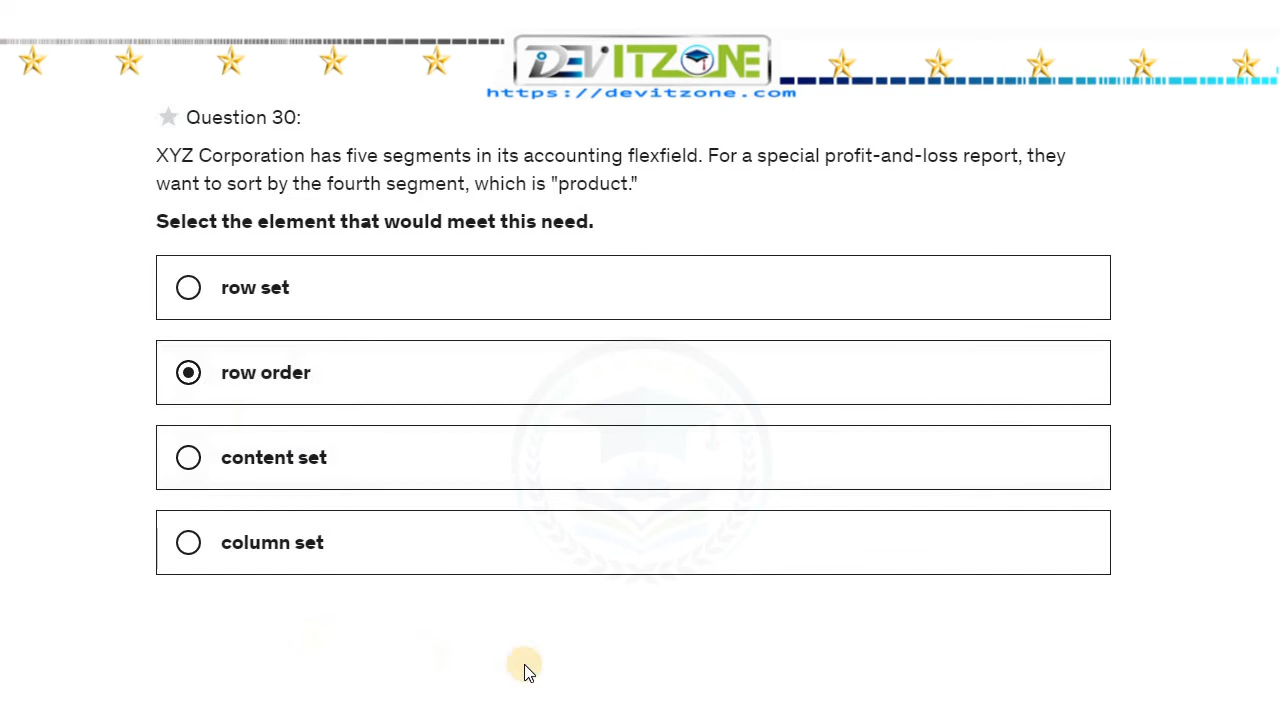 DEVITZONE
https://devitzone.com
Question 30:
XYZ Corporation has five segments in its accounting flexfield. For a special profit-and-loss report, they
want to sort by the fourth segment, which is "product."
Select the element that would meet this need.
row set
row order
content set
column set